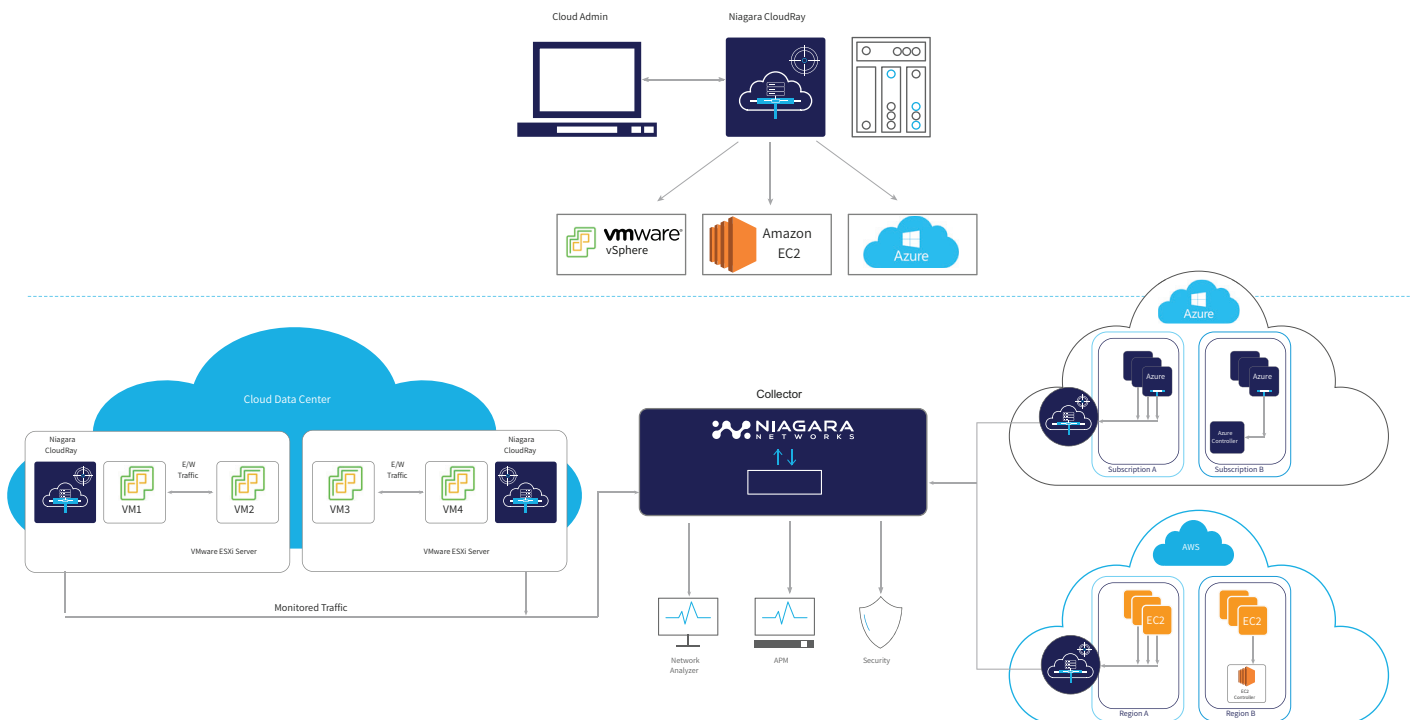 Cloud Admin
Niagara CloudRay
vmware®
vSphere
Amazon
EC2
Azure
Azure
Cloud Data Center
Niagara
CloudRay
E/W
Traffic
VM1
VM2
VMware ESXi Server
E/W
Traffic
Niagara
CloudRay
VM3
VM4
VMware ESXi Server
Monitored Traffic
Collector
NIAGARA
NETWORKS
Network
Analyzer
APM
Security
Azure
Subscription A
Azure
Azure
Controller
Subscription B
AWS
EC2
Region A
EC2
EC2
Controller
Region B